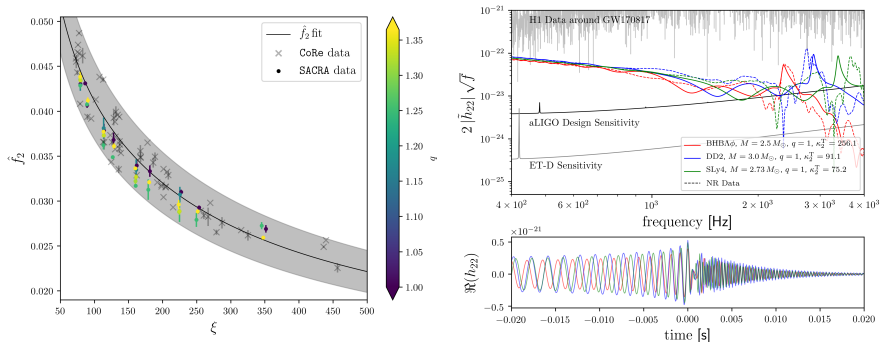 0.050
0.045
0.040
0.035
0.030
0.025
0.020
f̂₂
50 100 150 200 250 300 350 400 450 500
ξ
f̂₂ fit
CoRe data
SACRA data
1.35
1.30
1.25
1.20
1.15
1.10
1.05
1.00
q
10⁻²¹
10⁻²²
10⁻²³
10⁻²⁴
10⁻²⁵
2 |h̃₂₂| √f
H1 Data around GW170817
aLIGO Design Sensitivity
ET-D Sensitivity
BHBΛϕ, M = 2.5 M⊙, q = 1, κ₂ᵀ = 256.1
DD2, M = 3.0 M⊙, q = 1, κ₂ᵀ = 91.1
SLy4, M = 2.73 M⊙, q = 1, κ₂ᵀ = 75.2
NR Data
4 × 10² 6 × 10² 10³ 2 × 10³ 3 × 10³ 4 × 10³
frequency [Hz]
×10⁻²¹
0.5
0.0
−0.5
ℜ(h₂₂)
−0.020 −0.015 −0.010 −0.005 0.000 0.005 0.010 0.015 0.020
time [s]